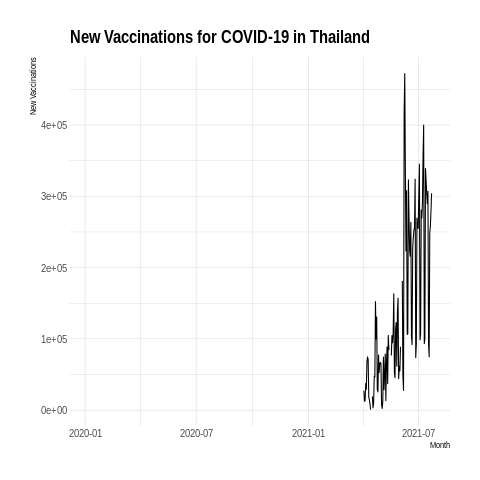 New Vaccinations for COVID-19 in Thailand
New Vaccinations
4e+05
3e+05
2e+05
1e+05
0e+00
2020-01 2020-07 2021-01 2021-07
Month